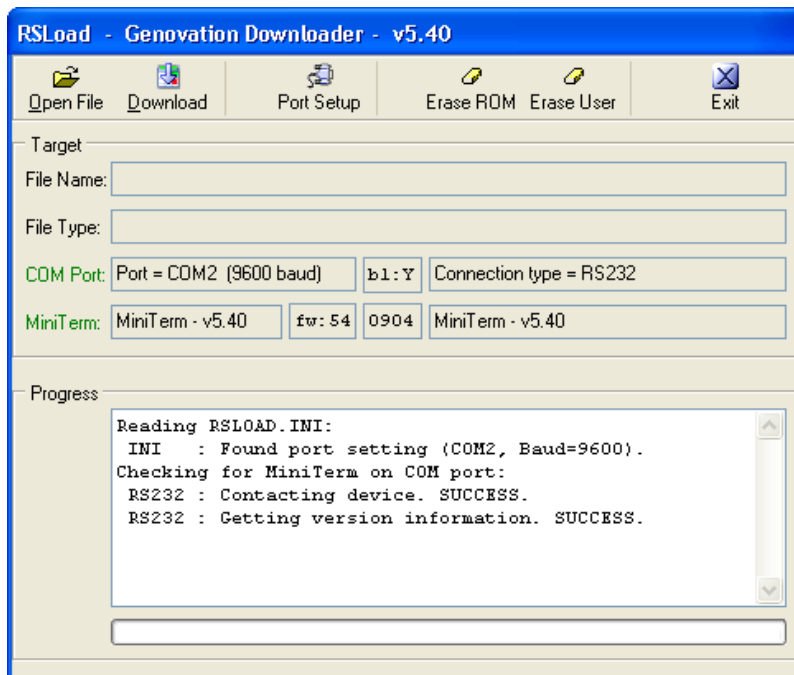 RSLoad - Genovation Downloader - v5.40
Open File Download Port Setup Erase ROM Erase User Exit
Target
File Name:
File Type:
COM Port: Port = COM2 (9600 baud) bl:Y Connection type = RS232
MiniTerm: MiniTerm - v5.40 fw:54 0904 MiniTerm - v5.40
Progress
Reading RSLOAD.INI:
INI : Found port setting (COM2, Baud=9600).
Checking for MiniTerm on COM port:
RS232 : Contacting device. SUCCESS.
RS232 : Getting version information. SUCCESS.